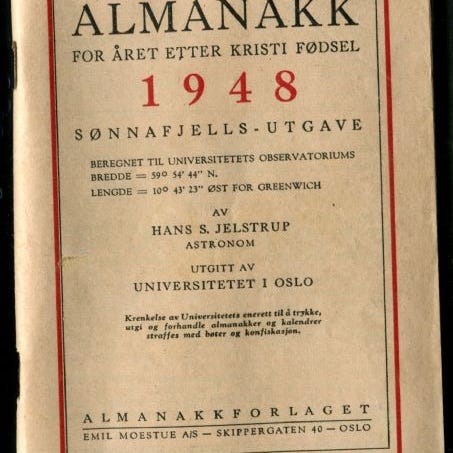 ALMANAKK
FOR ÅRET ETTER KRISTI FØDSEL
1948
SØNNAFJELLS-UTGAVE
BEREGNET TIL UNIVERSITETETS OBSERVATORIUMS
BREDDE = 59° 54' 44" N.
LENGDE = 10° 43' 23" ØST FOR GREENWICH
AV
HANS S. JELSTRUP
ASTRONOM
UTGITT AV
UNIVERSITETET I OSLO
Krenkelse av Universitetets enerett til å trykke,
utgi og forhandle almanakker og kalendrer
straffes med bøter og konfiskasjon.
ALMANAKKFORLAGET
EMIL MOESTUE A/S — SKIPPERGATEN 40 — OSLO